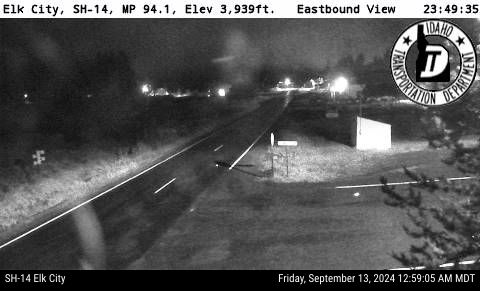 Elk City, SH-14, MP 94.1, Elev 3,939ft. Eastbound View 23:49:35
IDAHO
TRANSPORTATION DEPARTMENT
SH-14 Elk City Friday, September 13, 2024 12:59:05 AM MDT